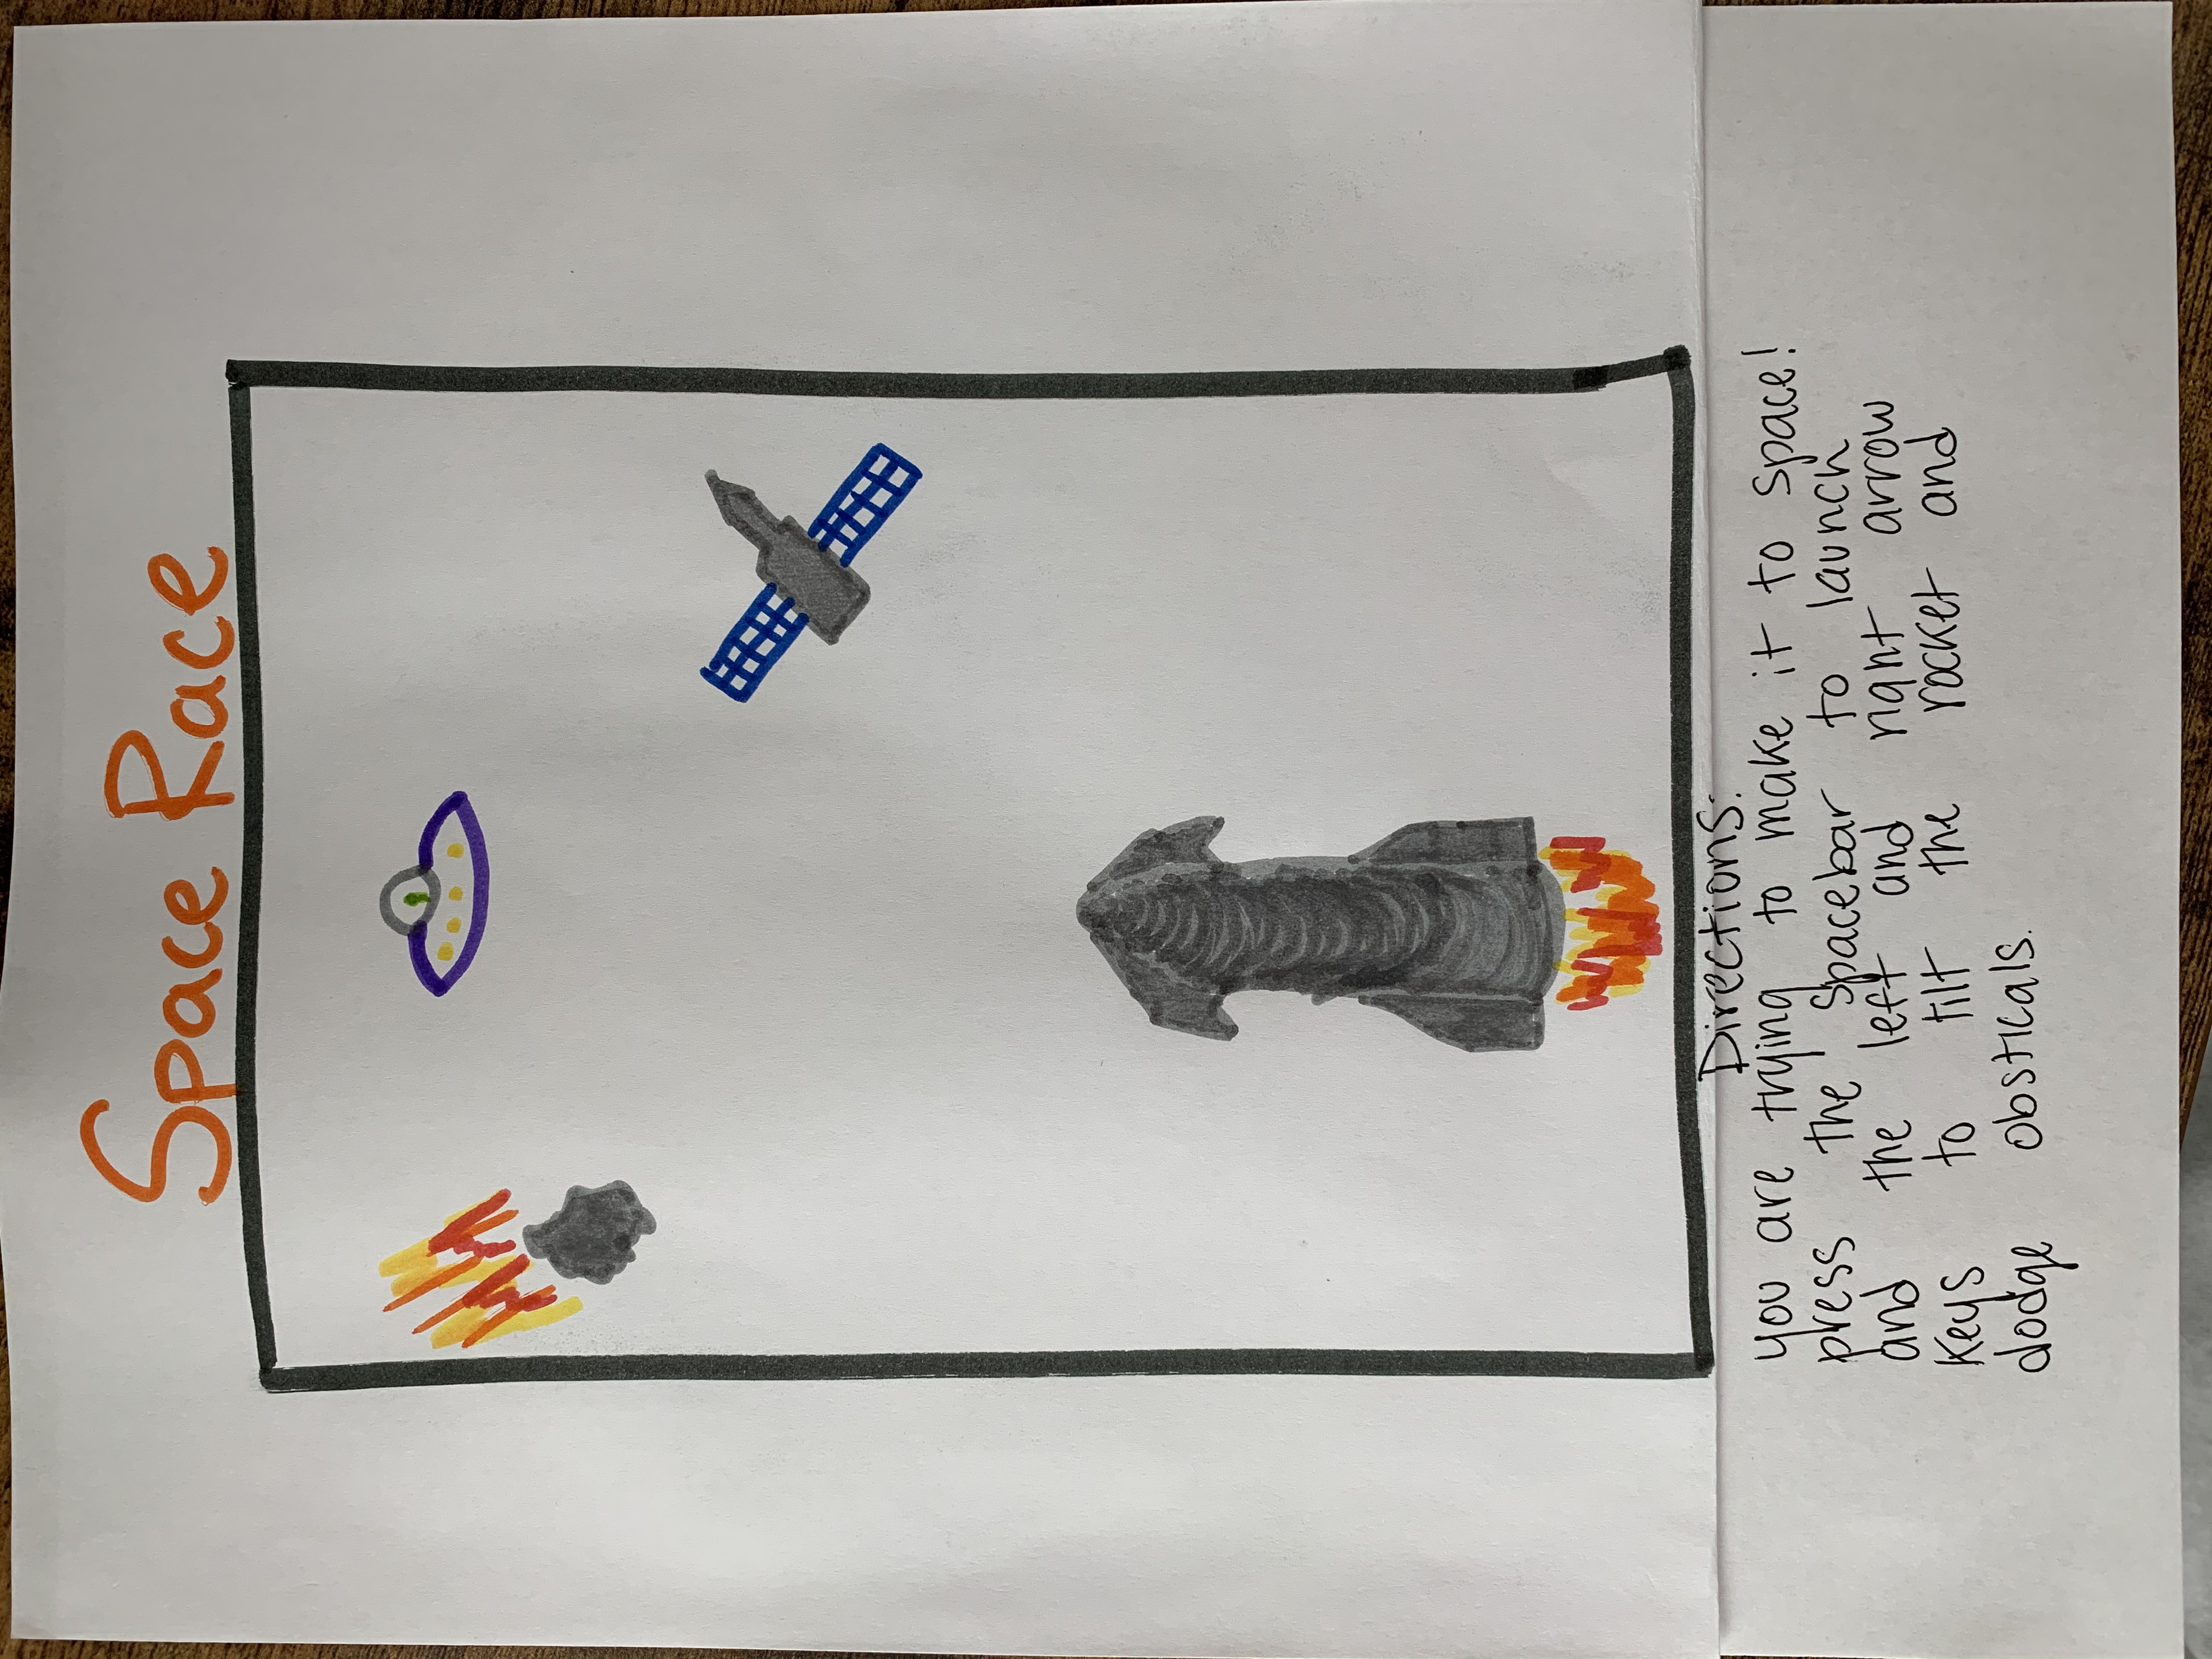 Space Race
Directions:
you are trying to make it to space!
press the spacebar to launch
and the left and right arrow
keys to tilt the rocket and
dodge obsticals.